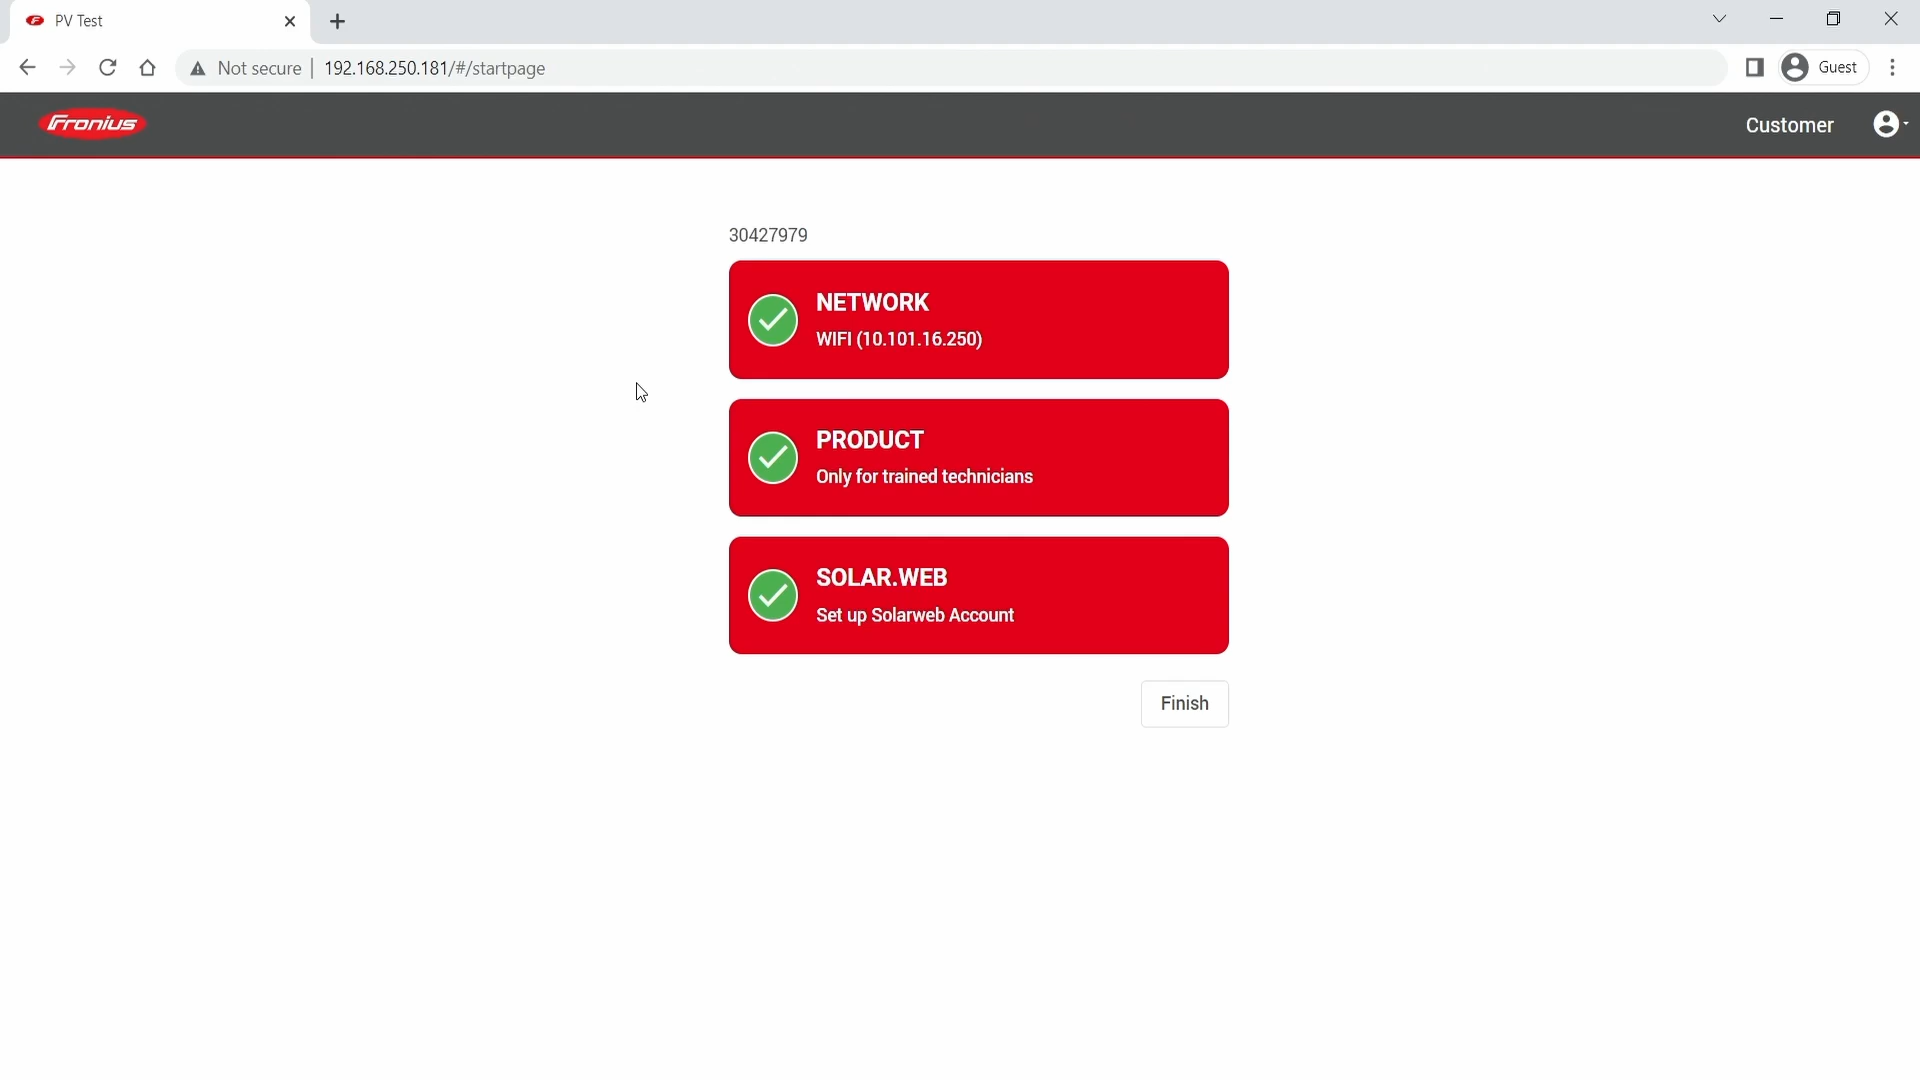 PV Test
Not secure | 192.168.250.181/#/startpage
Guest
Fronius
Customer
30427979
NETWORK
WIFI (10.101.16.250)
PRODUCT
Only for trained technicians
SOLAR.WEB
Set up Solarweb Account
Finish